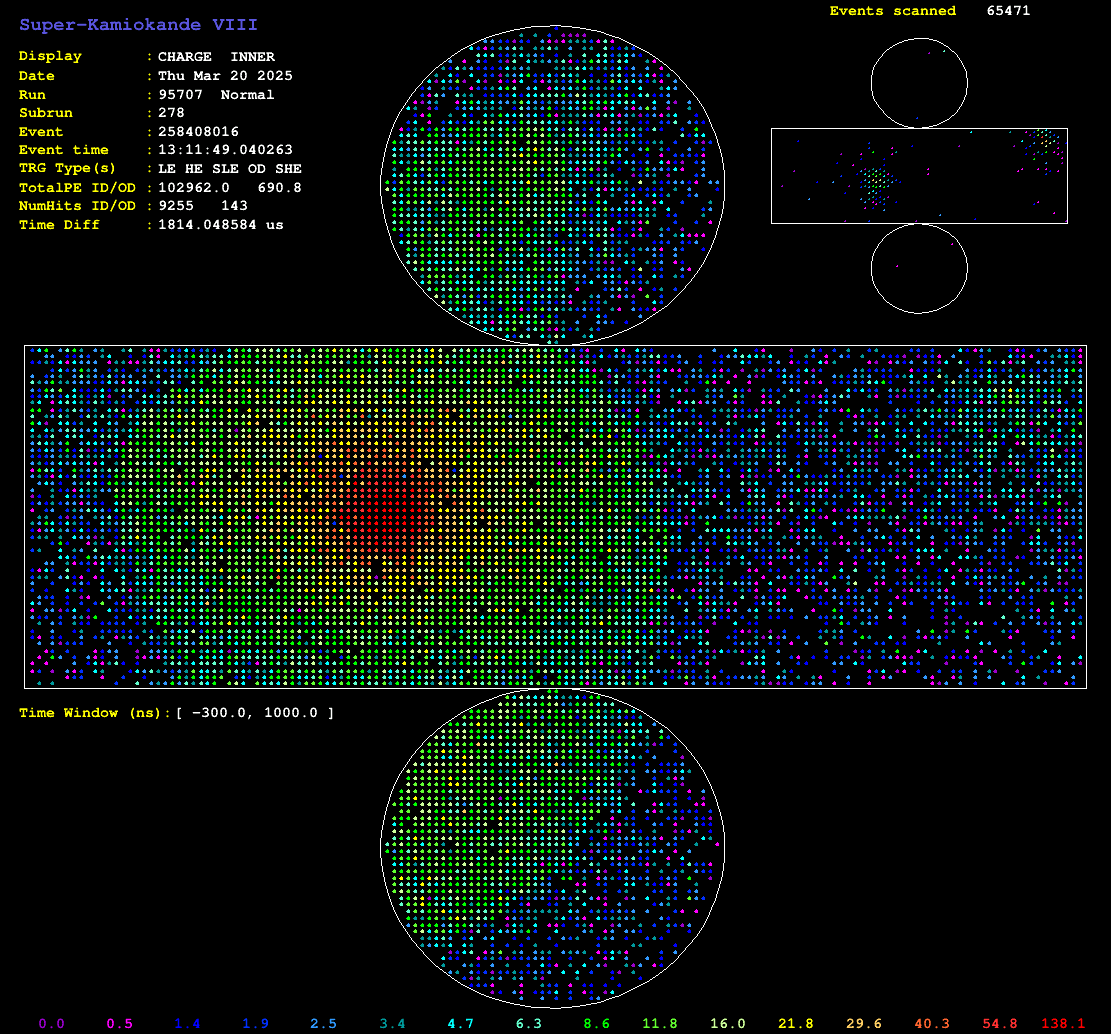 Events scanned 65471
Super-Kamiokande VIII
Display : CHARGE INNER
Date : Thu Mar 20 2025
Run : 95707 Normal
Subrun : 278
Event : 258408016
Event time : 13:11:49.040263
TRG Type(s) : LE HE SLE OD SHE
TotalPE ID/OD : 102962.0 690.8
NumHits ID/OD : 9255 143
Time Diff : 1814.048584 us
Time Window (ns):[ -300.0, 1000.0 ]
0.0 0.5 1.4 1.9 2.5 3.4 4.7 6.3 8.6 11.8 16.0 21.8 29.6 40.3 54.8 138.1